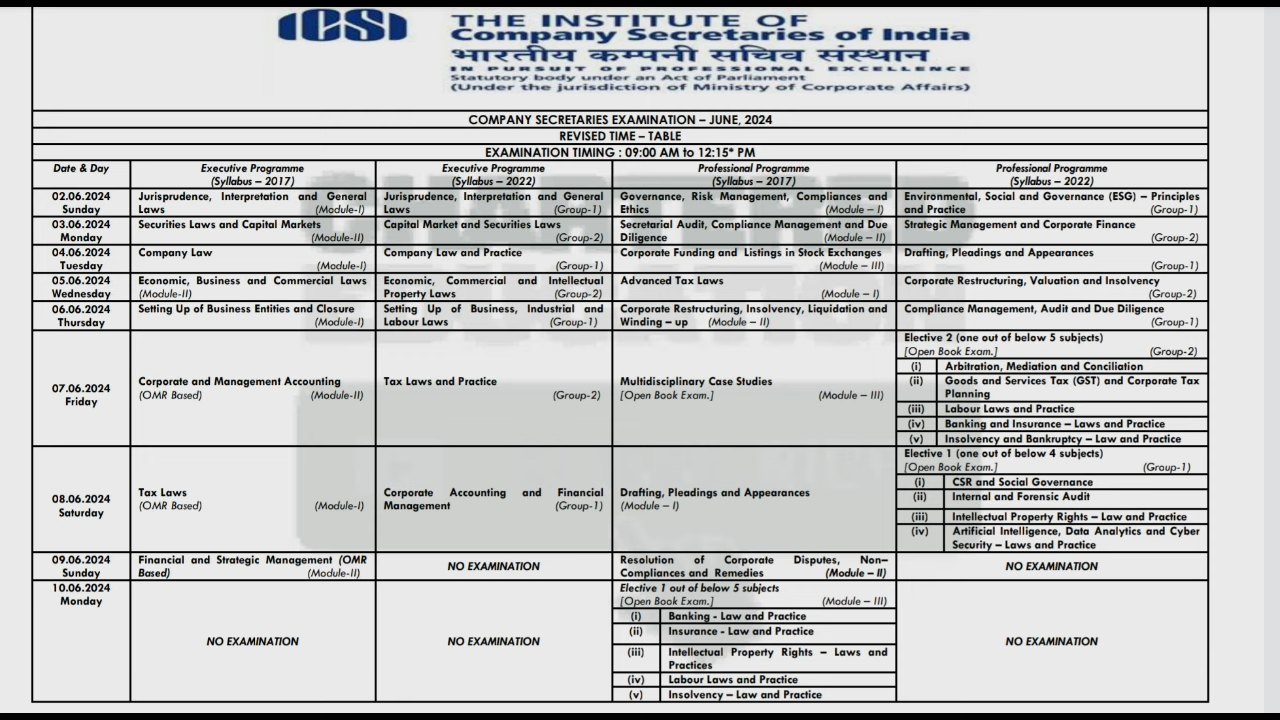 ICSI
THE INSTITUTE OF
Company Secretaries of India
भारतीय कम्पनी सचिव संस्थान
IN PURSUIT OF PROFESSIONAL EXCELLENCE
Statutory body under an Act of Parliament
(Under the jurisdiction of Ministry of Corporate Affairs)
COMPANY SECRETARIES EXAMINATION – JUNE, 2024
REVISED TIME – TABLE
EXAMINATION TIMING : 09:00 AM to 12:15* PM
Date & Day Executive Programme Executive Programme Professional Programme Professional Programme
(Syllabus – 2017) (Syllabus – 2022) (Syllabus – 2017) (Syllabus – 2022)
02.06.2024 Jurisprudence, Interpretation and General Jurisprudence, Interpretation and General Governance, Risk Management, Compliances and Environmental, Social and Governance (ESG) – Principles
Sunday Laws (Module-I) Laws (Group-1) Ethics (Module – I) and Practice (Group-1)
03.06.2024 Securities Laws and Capital Markets Capital Market and Securities Laws Secretarial Audit, Compliance Management and Due Strategic Management and Corporate Finance
Monday (Module-II) (Group-2) Diligence (Module – II) (Group-2)
04.06.2024 Company Law Company Law and Practice Corporate Funding and Listings in Stock Exchanges Drafting, Pleadings and Appearances
Tuesday (Module-I) (Group-1) (Module – III) (Group-1)
05.06.2024 Economic, Business and Commercial Laws Economic, Commercial and Intellectual Advanced Tax Laws Corporate Restructuring, Valuation and Insolvency
Wednesday (Module-II) Property Laws (Group-2) (Module – I) (Group-2)
06.06.2024 Setting Up of Business Entities and Closure Setting Up of Business, Industrial and Corporate Restructuring, Insolvency, Liquidation and Compliance Management, Audit and Due Diligence
Thursday (Module-I) Labour Laws (Group-1) Winding – up (Module – II) (Group-1)
07.06.2024
Friday
Corporate and Management Accounting
(OMR Based) (Module-II)
Tax Laws and Practice
(Group-2)
Multidisciplinary Case Studies
[Open Book Exam.] (Module – III)
Elective 2 (one out of below 5 subjects)
[Open Book Exam.] (Group-2)
(i) Arbitration, Mediation and Conciliation
(ii) Goods and Services Tax (GST) and Corporate Tax
Planning
(iii) Labour Laws and Practice
(iv) Banking and Insurance – Laws and Practice
(v) Insolvency and Bankruptcy – Law and Practice
08.06.2024
Saturday
Tax Laws
(OMR Based) (Module-I)
Corporate Accounting and Financial
Management (Group-1)
Drafting, Pleadings and Appearances
(Module – I)
Elective 1 (one out of below 4 subjects)
[Open Book Exam.] (Group-1)
(i) CSR and Social Governance
(ii) Internal and Forensic Audit
(iii) Intellectual Property Rights – Law and Practice
(iv) Artificial Intelligence, Data Analytics and Cyber
Security – Laws and Practice
09.06.2024
Sunday
Financial and Strategic Management (OMR
Based) (Module-II)
NO EXAMINATION
Resolution of Corporate Disputes, Non–
Compliances and Remedies (Module – II)
NO EXAMINATION
10.06.2024
Monday
NO EXAMINATION
NO EXAMINATION
Elective 1 out of below 5 subjects
[Open Book Exam.] (Module – III)
(i) Banking - Law and Practice
(ii) Insurance - Law and Practice
(iii) Intellectual Property Rights – Laws and
Practices
(iv) Labour Laws and Practice
(v) Insolvency – Law and Practice
NO EXAMINATION